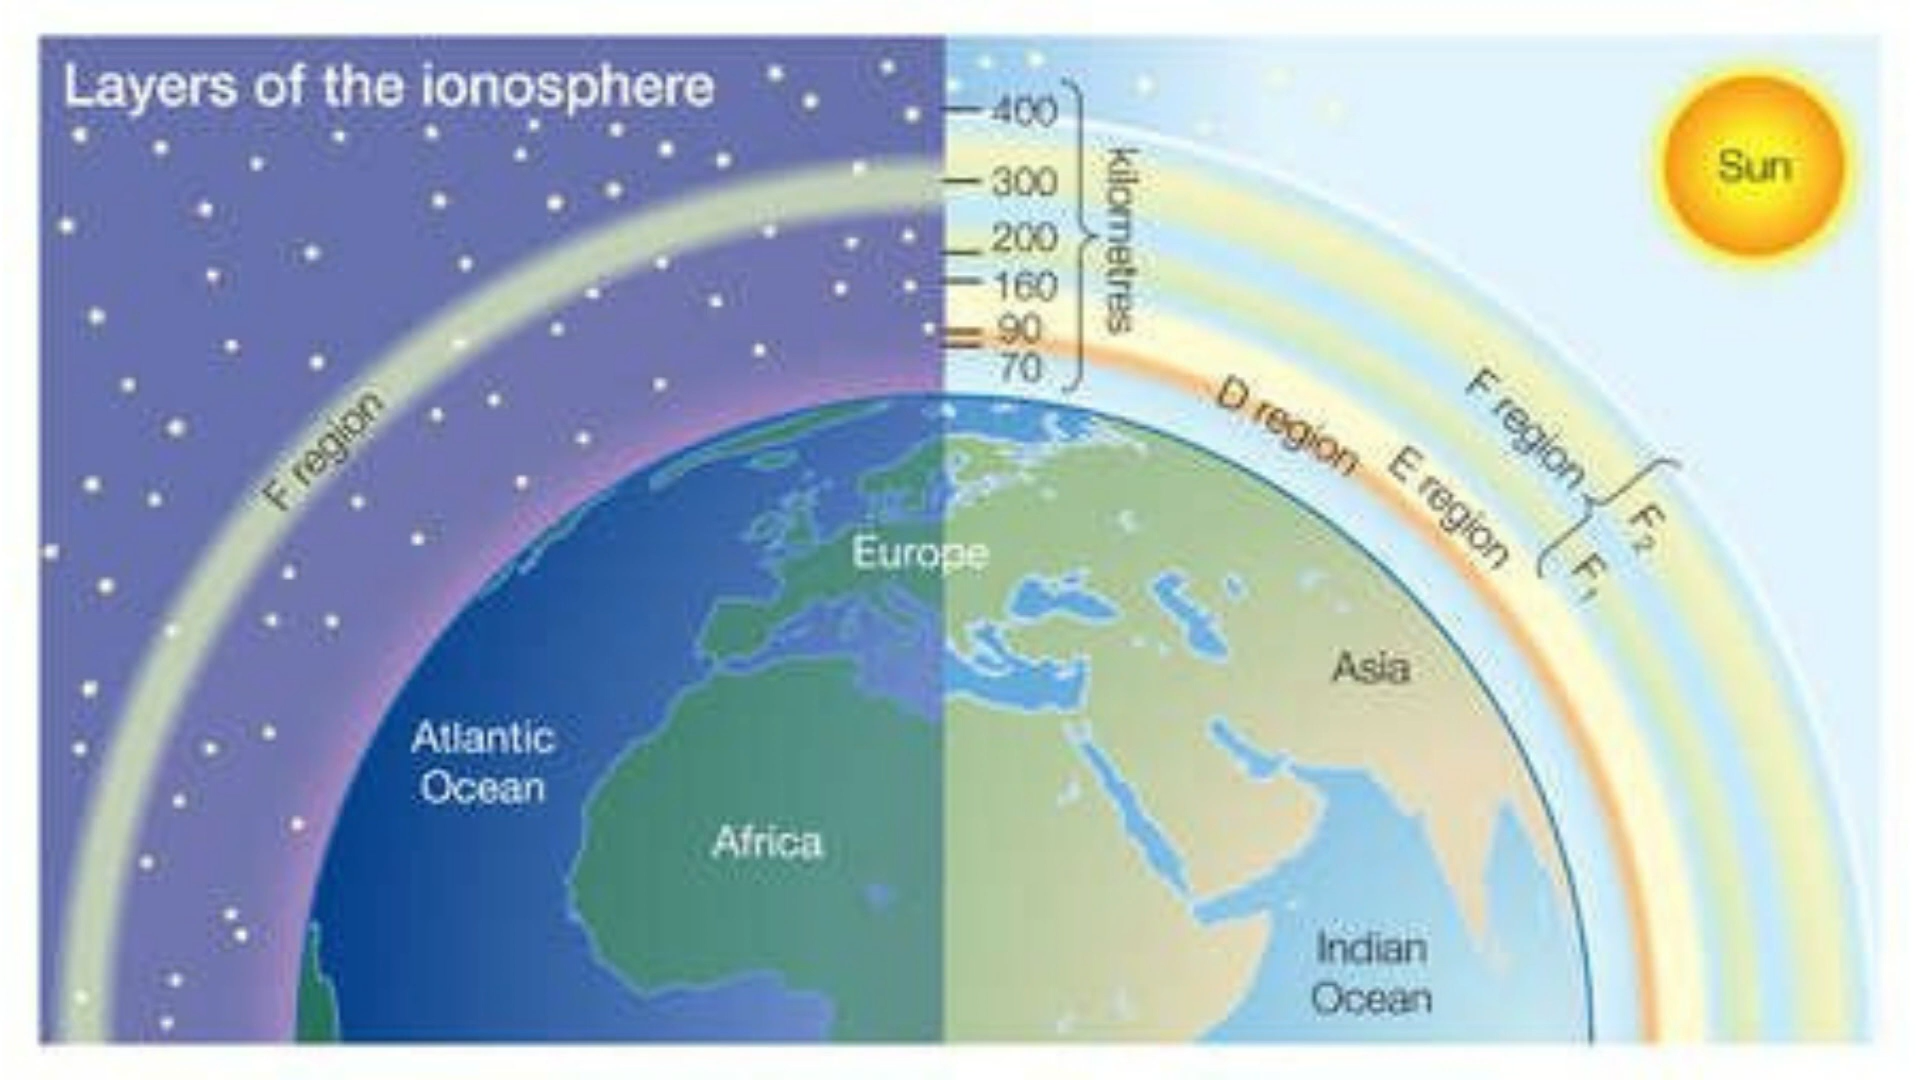 Layers of the ionosphere
400
300
200
160
90
70
kilometres
Sun
F region
D region
E region
F region
F₂
F₁
Europe
Asia
Atlantic
Ocean
Africa
Indian
Ocean